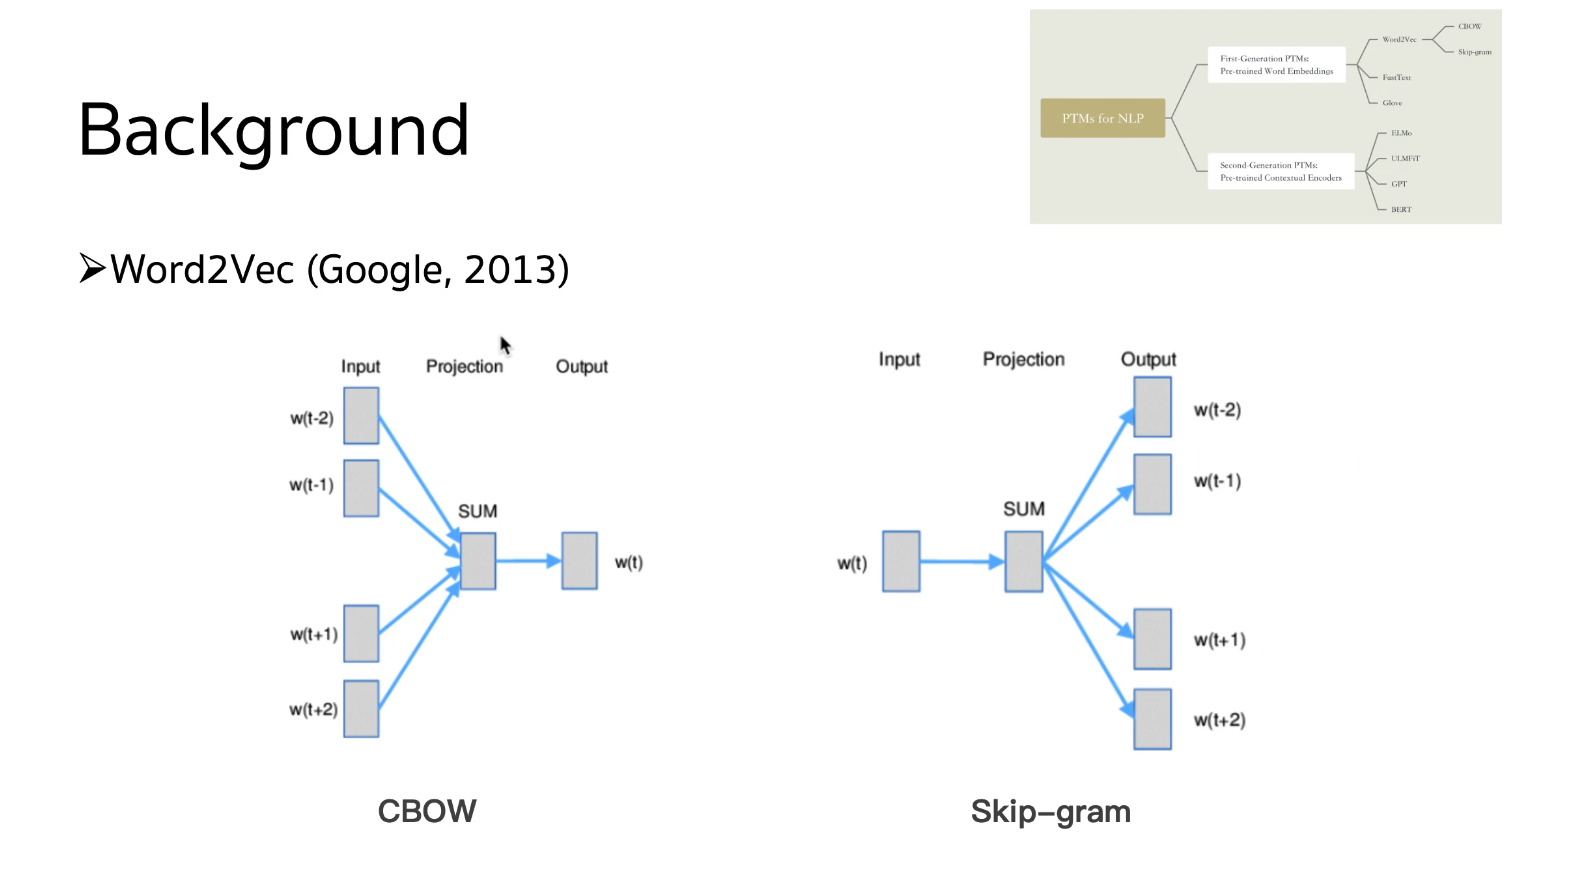 Background
PTMs for NLP
First-Generation PTMs:
Pre-trained Word Embeddings
Word2Vec
CBOW
Skip-gram
FastText
Glove
Second-Generation PTMs:
Pre-trained Contextual Encoders
ELMo
ULMFiT
GPT
BERT
➢Word2Vec (Google, 2013)
Input Projection Output
w(t-2)
w(t-1)
SUM
w(t)
w(t+1)
w(t+2)
CBOW
Input Projection Output
w(t-2)
w(t-1)
SUM
w(t)
w(t+1)
w(t+2)
Skip–gram